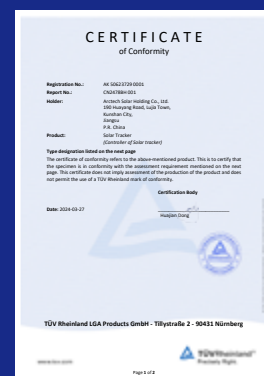 CERTIFICATE
of Conformity
Registration No.: AK 50623729 0001
Report No.: CN24788H 001
Holder: Arctech Solar Holding Co., Ltd.
190 Huayang Road, Lujia Town,
Kunshan City,
Jiangsu
P.R. China
Product: Solar Tracker
(Controller of Solar tracker)
Type designation listed on the next page
The certificate of conformity refers to the above-mentioned product. This is to certify that
the specimen is in conformity with the assessment requirement mentioned on the next
page. This certificate does not imply assessment of the production of the product and does
not permit the use of a TÜV Rheinland mark of conformity.
Certification Body
Date: 2024-03-27
Huajian Dong
TÜV Rheinland LGA Products GmbH - Tillystraße 2 - 90431 Nürnberg
www.tuv.com
TÜVRheinland®
Precisely Right.
Page 1 of 2